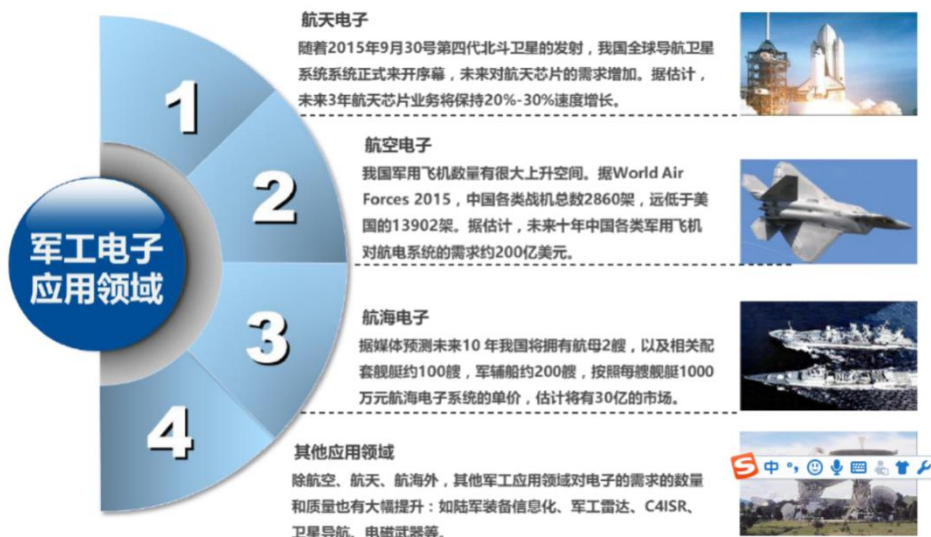 航天电子
随着2015年9月30号第四代北斗卫星的发射，我国全球导航卫星
系统系统正式来开序幕，未来对航天芯片的需求增加。据估计，
未来3年航天芯片业务将保持20%-30%速度增长。
1
航空电子
我国军用飞机数量有很大上升空间。据World Air
Forces 2015，中国各类战机总数2860架，远低于美
国的13902架。据估计，未来十年中国各类军用飞机
对航电系统的需求约200亿美元。
2
军工电子
应用领域
航海电子
据媒体预测未来10 年我国将拥有航母2艘，以及相关配
套舰艇约100艘，军辅船约200艘，按照每艘舰艇1000
万元航海电子系统的单价，估计将有30亿的市场。
3
4
其他应用领域
除航空、航天、航海外，其他军工应用领域对电子的需求的数量
和质量也有大幅提升：如陆军装备信息化、军工雷达、C4ISR、
卫星导航、电磁武器等。
S 中